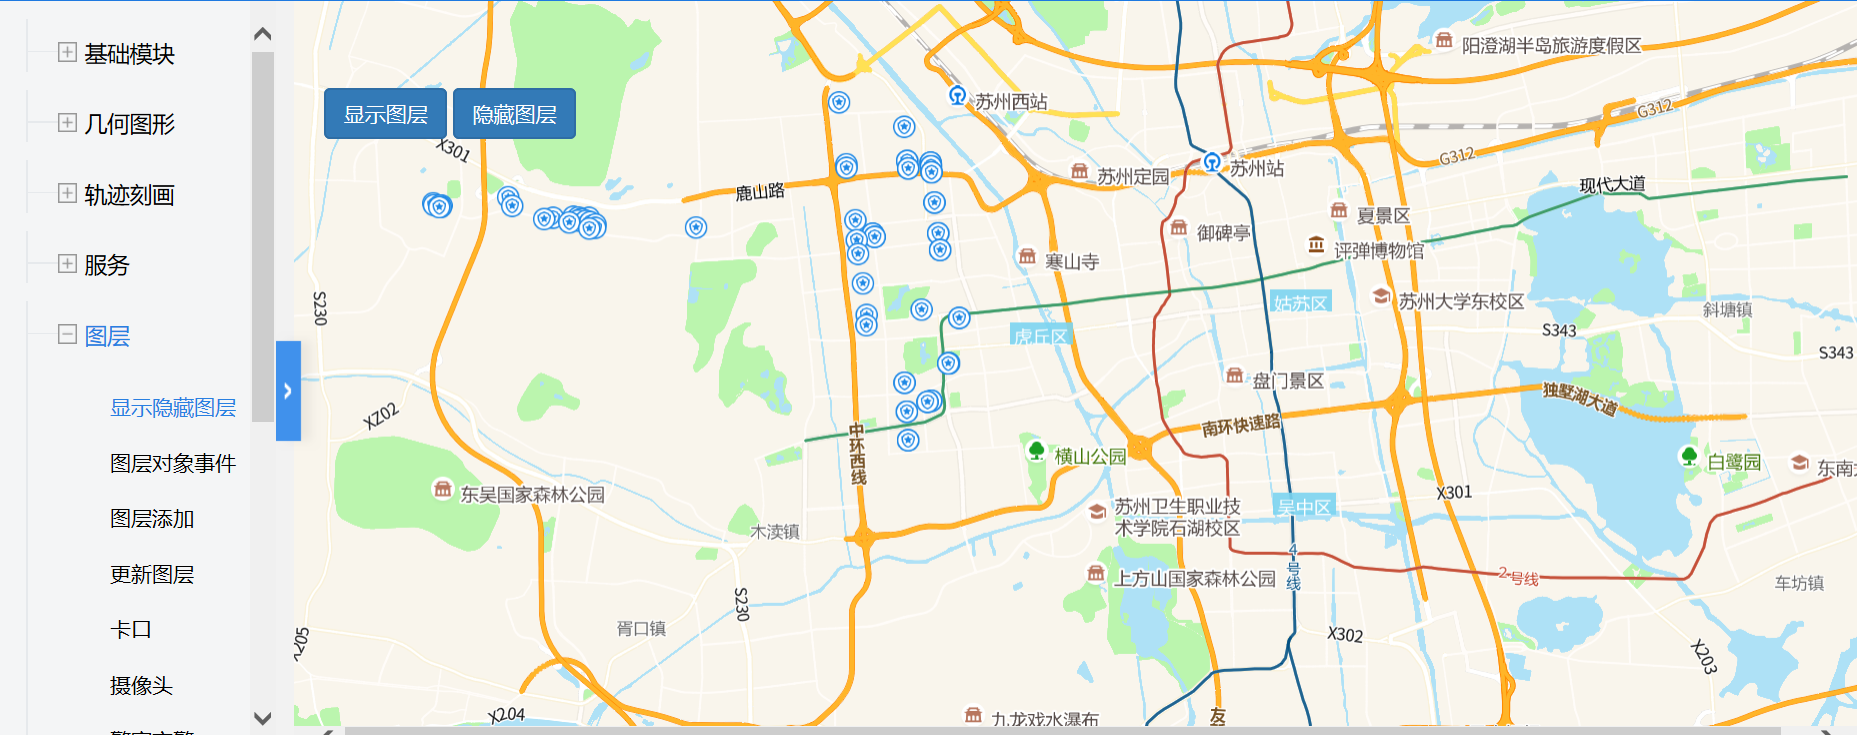 基础模块
几何图形
轨迹刻画
服务
图层
显示隐藏图层
图层对象事件
图层添加
更新图层
卡口
摄像头
显示图层
隐藏图层
X301
S230
XZ02
东吴国家森林公园
X204
胥口镇
S230
木渎镇
鹿山路
中环西线
苏州西站
苏州定园
寒山寺
虎丘区
横山公园
苏州卫生职业技
术学院石湖校区
上方山国家森林公园
九龙戏水瀑布
友
苏州站
御碑亭
夏景区
评弹博物馆
姑苏区
苏州大学东校区
盘门景区
南环快速路
吴中区
4号线
2号线
X302
X301
阳澄湖半岛旅游度假区
G312
G312
现代大道
斜塘镇
S343
S343
独墅湖大道
白鹭园
东南
车坊镇
X203